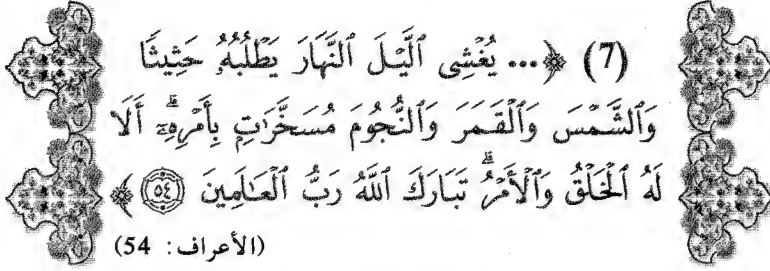 (7) ﴿... يُغْشِى ٱلَّيْلَ ٱلنَّهَارَ يَطْلُبُهُۥ حَثِيثًا
وَٱلشَّمْسَ وَٱلْقَمَرَ وَٱلنُّجُومَ مُسَخَّرَٰتٍۭ بِأَمْرِهِۦٓ ۗ أَلَا
لَهُ ٱلْخَلْقُ وَٱلْأَمْرُ ۗ تَبَارَكَ ٱللَّهُ رَبُّ ٱلْعَٰلَمِينَ ٥٤ ﴾
(الأعراف: 54)